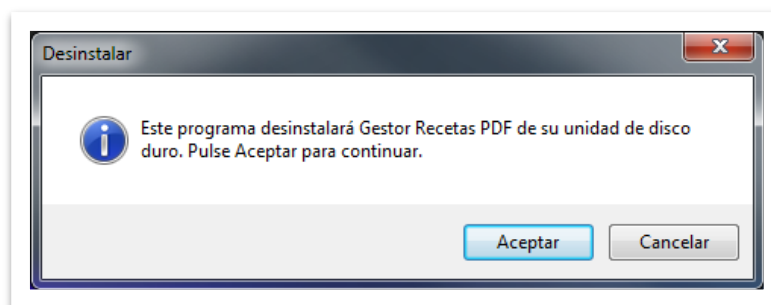 Desinstalar
Este programa desinstalará Gestor Recetas PDF de su unidad de disco
duro. Pulse Aceptar para continuar.
Aceptar
Cancelar